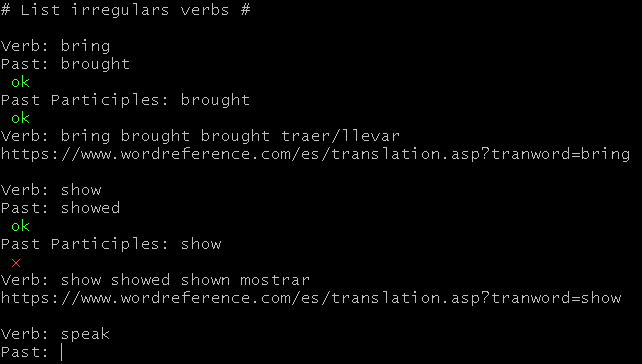 # List irregulars verbs #
Verb: bring
Past: brought
ok
Past Participles: brought
ok
Verb: bring brought brought traer/llevar
https://www.wordreference.com/es/translation.asp?tranword=bring
Verb: show
Past: showed
ok
Past Participles: show
x
Verb: show showed shown mostrar
https://www.wordreference.com/es/translation.asp?tranword=show
Verb: speak
Past: